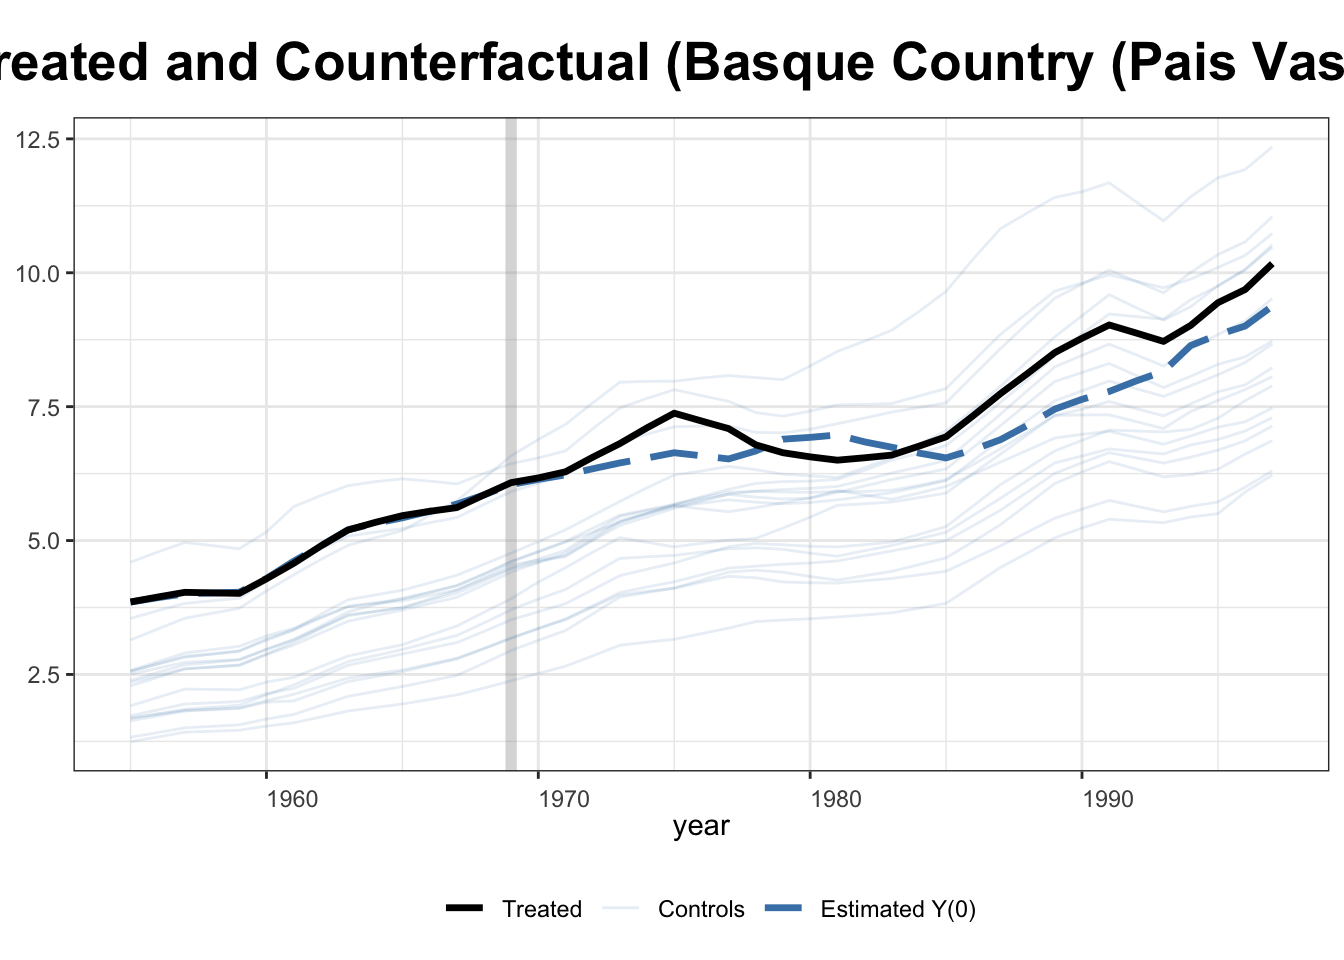 reated and Counterfactual (Basque Country (Pais Vas
12.5
10.0
7.5
5.0
2.5
1960 1970 1980 1990
year
Treated Controls Estimated Y(0)